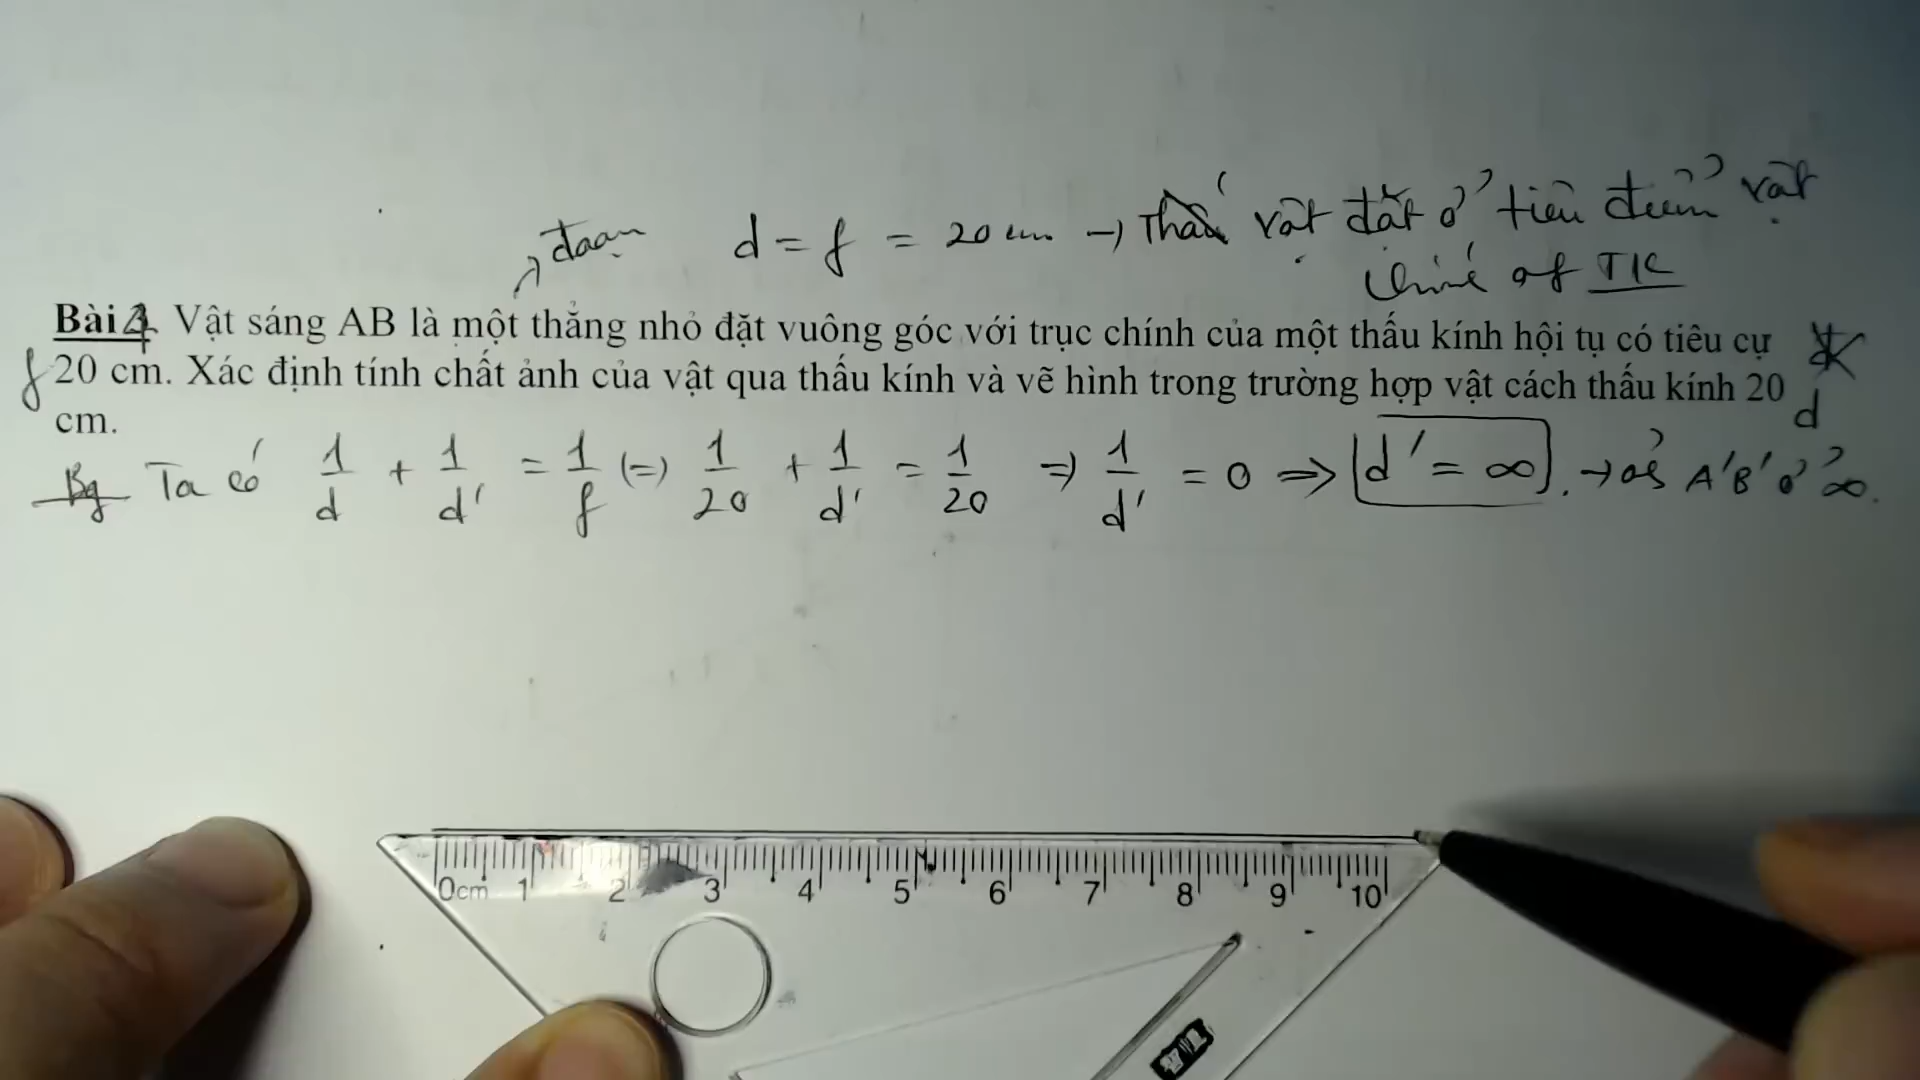 d = f = 20 cm → vật đặt ở tiêu điểm vật
đoạn
chính of TK
Bài 4 Vật sáng AB là một thẳng nhỏ đặt vuông góc với trục chính của một thấu kính hội tụ có tiêu cự
f 20 cm. Xác định tính chất ảnh của vật qua thấu kính và vẽ hình trong trường hợp vật cách thấu kính 20
cm. d
Bg Ta có 1/d + 1/d' = 1/f (=) 1/20 + 1/d' = 1/20 => 1/d' = 0 => d' = ∞. → ảnh A'B' ở ∞.
0cm 1 2 3 4 5 6 7 8 9 10